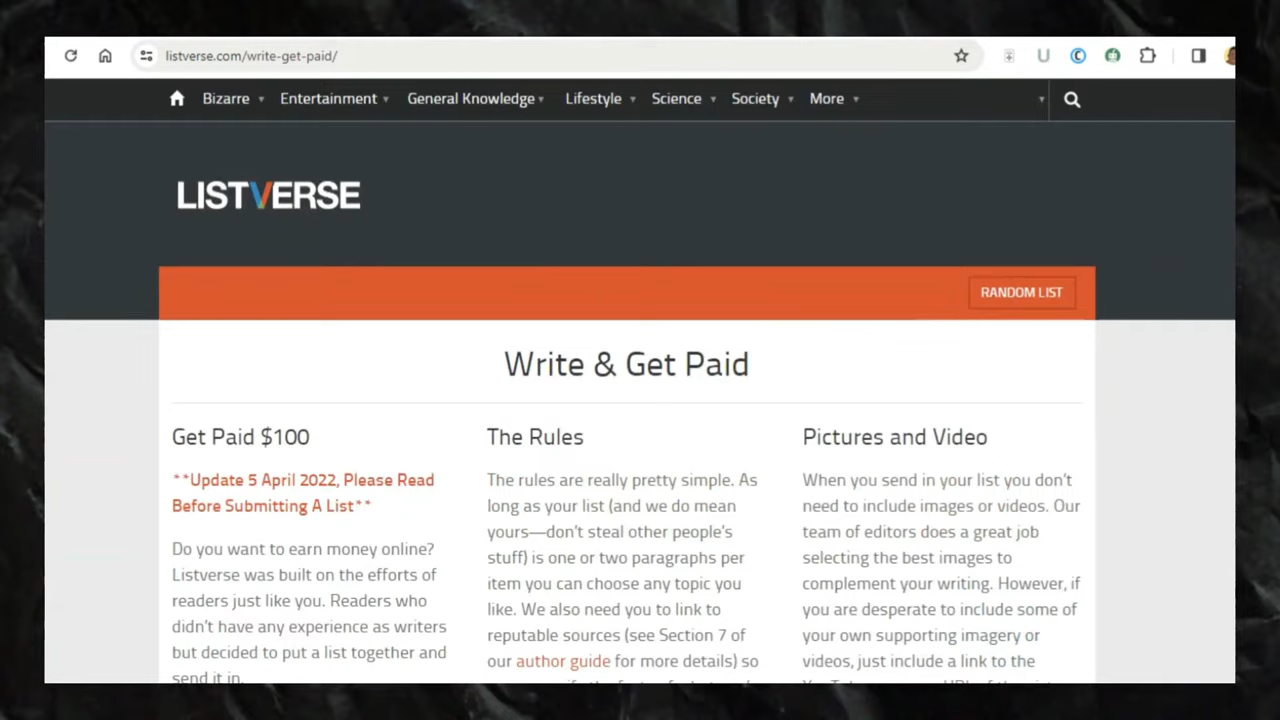 listverse.com/write-get-paid/
Bizarre Entertainment General Knowledge Lifestyle Science Society More
LISTVERSE
RANDOM LIST
Write & Get Paid
Get Paid $100
**Update 5 April 2022, Please Read
Before Submitting A List**
Do you want to earn money online?
Listverse was built on the efforts of
readers just like you. Readers who
didn't have any experience as writers
but decided to put a list together and
send it in.
The Rules
The rules are really pretty simple. As
long as your list (and we do mean
yours—don't steal other people's
stuff) is one or two paragraphs per
item you can choose any topic you
like. We also need you to link to
reputable sources (see Section 7 of
our author guide for more details) so
Pictures and Video
When you send in your list you don't
need to include images or videos. Our
team of editors does a great job
selecting the best images to
complement your writing. However, if
you are desperate to include some of
your own supporting imagery or
videos, just include a link to the